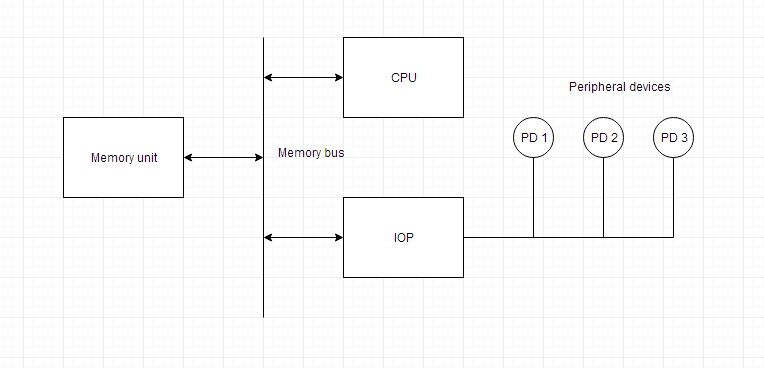 CPU
Peripheral devices
PD 1
PD 2
PD 3
Memory unit
Memory bus
IOP